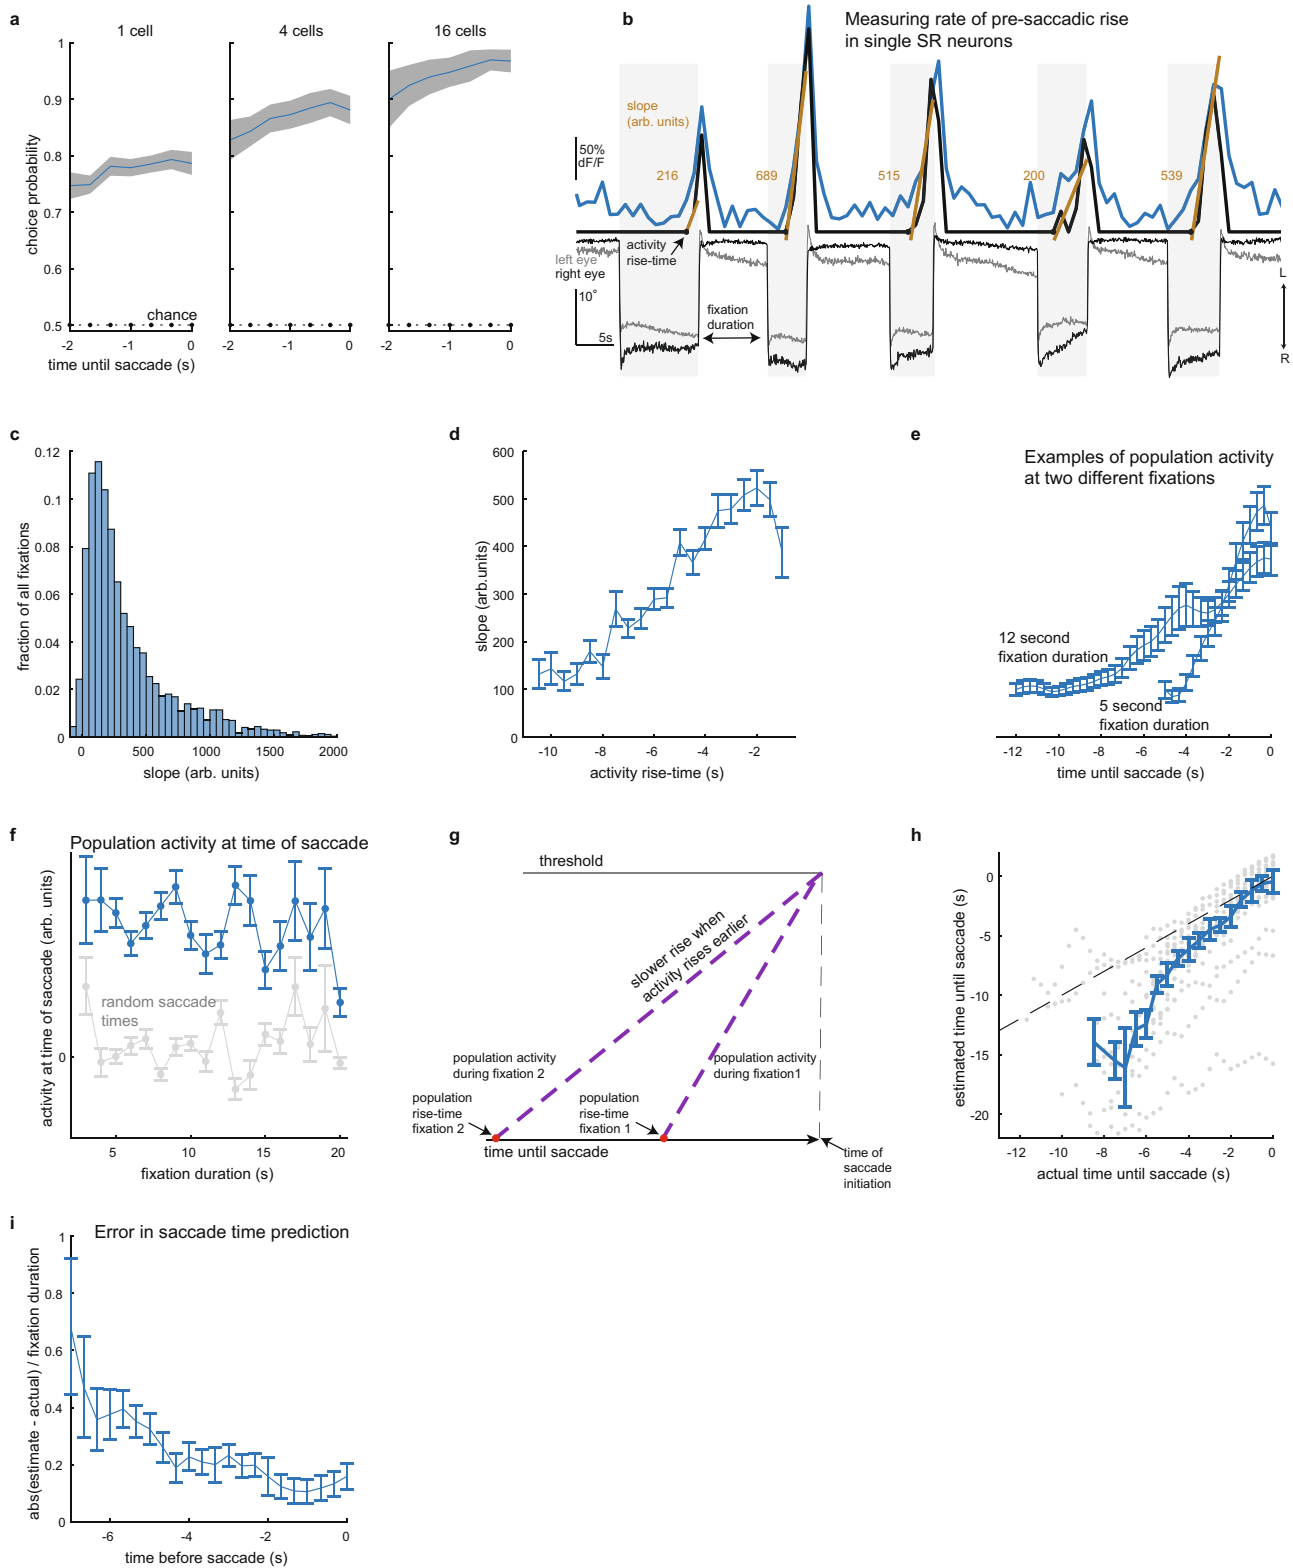 a
1 cell
4 cells
16 cells
1
0.9
0.8
0.7
0.6
0.5
choice probability
chance
-2
-1
0
-2
-1
0
-2
-1
0
time until saccade (s)
b
Measuring rate of pre-saccadic rise
in single SR neurons
slope
(arb. units)
50%
dF/F
216
689
515
200
539
activity
rise-time
left eye
right eye
10°
5s
fixation
duration
L
R
c
0.12
0.1
0.08
0.06
0.04
0.02
0
fraction of all fixations
0
500
1000
1500
2000
slope (arb. units)
d
600
500
400
300
200
100
0
slope (arb.units)
-10
-8
-6
-4
-2
activity rise-time (s)
e
Examples of population activity
at two different fixations
12 second
fixation duration
5 second
fixation duration
-12
-10
-8
-6
-4
-2
0
time until saccade (s)
f
Population activity at time of saccade
activity at time of saccade (arb. units)
0
random saccade
times
5
10
15
20
fixation duration (s)
g
threshold
slower rise when
activity rises earlier
population activity
during fixation 2
population activity
during fixation1
population
rise-time
fixation 2
population
rise-time
fixation 1
time until saccade
time of
saccade
initiation
h
0
-5
-10
-15
-20
estimated time until saccade (s)
-12
-10
-8
-6
-4
-2
0
actual time until saccade (s)
i
Error in saccade time prediction
1
0.8
0.6
0.4
0.2
0
abs(estimate - actual) / fixation duration
-6
-4
-2
0
time before saccade (s)